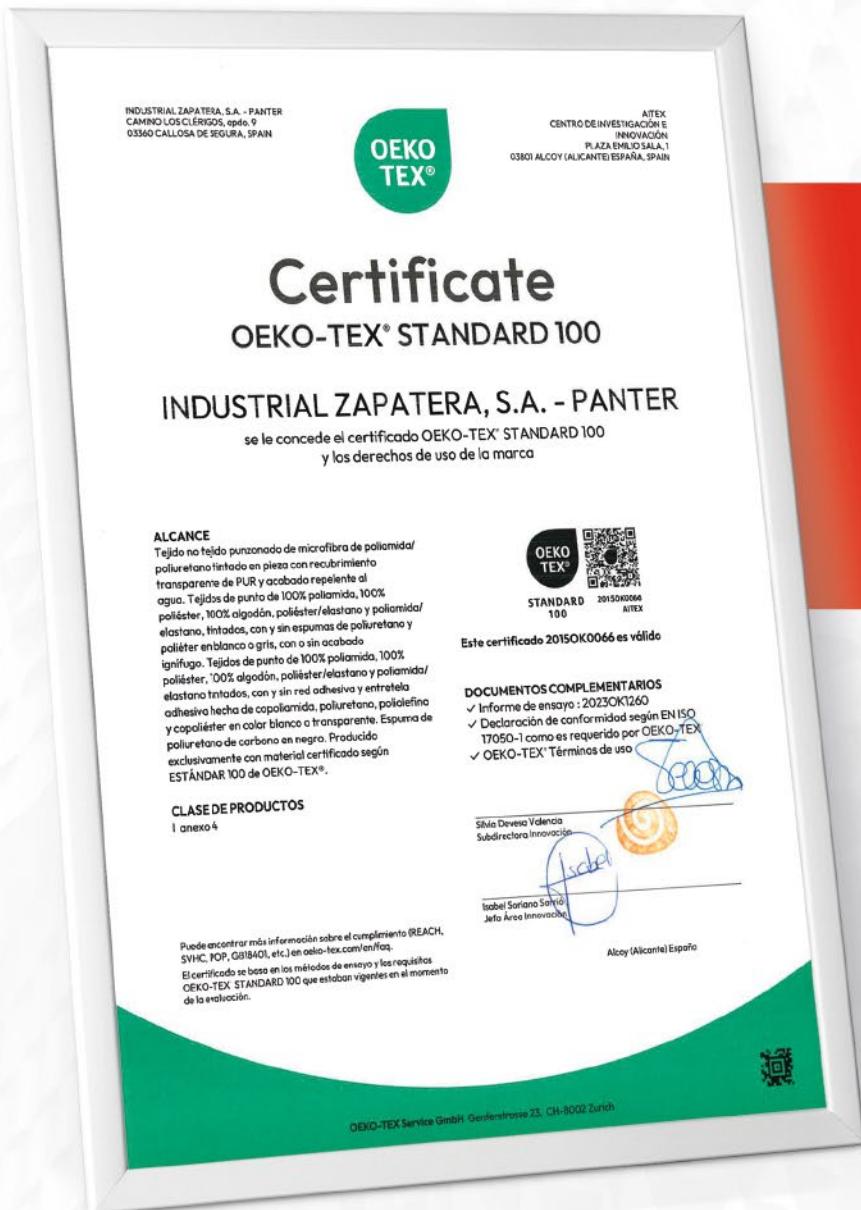 INDUSTRIAL ZAPATERA, S.A. - PANTER
CAMINO LOS CLÉRIGOS, apdo. 9
03360 CALLOSA DE SEGURA, SPAIN
OEKO
TEX®
AITEX
CENTRO DE INVESTIGACIÓN E
INNOVACIÓN
PLAZA EMILIO SALA, 1
03801 ALCOY (ALICANTE) ESPAÑA, SPAIN
Certificate
OEKO-TEX® STANDARD 100
INDUSTRIAL ZAPATERA, S.A. - PANTER
se le concede el certificado OEKO-TEX® STANDARD 100
y los derechos de uso de la marca
ALCANCE
Tejido no tejido punzonado de microfibra de poliamida/
poliuretano tintado en pieza con recubrimiento
transparente de PUR y acabado repelente al
agua. Tejidos de punto de 100% poliamida, 100%
poliéster, 100% algodón, poliéster/elastano y poliamida/
elastano, tintados, con y sin espumas de poliuretano y
poliéter en blanco o gris, con o sin acabado
ignífugo. Tejidos de punto de 100% poliamida, 100%
poliéster, 100% algodón, poliéster/elastano y poliamida/
elastano tintados, con y sin red adhesiva y entretela
adhesiva hecha de copoliamida, poliuretano, poliolefina
y copoliéster en color blanco o transparente. Espuma de
poliuretano de carbono en negro. Producido
exclusivamente con material certificado según
ESTÁNDAR 100 de OEKO-TEX®.
CLASE DE PRODUCTOS
I anexo 4
OEKO
TEX®
STANDARD
100
2015OK0066
AITEX
Este certificado 2015OK0066 es válido
DOCUMENTOS COMPLEMENTARIOS
✓ Informe de ensayo : 2023OK1260
✓ Declaración de conformidad según EN ISO
17050-1 como es requerido por OEKO-TEX
✓ OEKO-TEX® Términos de uso
Silvia Devesa Valencia
Subdirectora Innovación
Isabel
Isabel Soriano Sarrió
Jefa Área Innovación
Alcoy (Alicante) España
Puede encontrar más información sobre el cumplimiento (REACH,
SVHC, POP, GB18401, etc.) en oeko-tex.com/en/faq.
El certificado se basa en los métodos de ensayo y los requisitos
OEKO-TEX® STANDARD 100 que estaban vigentes en el momento
de la evaluación.
OEKO-TEX Service GmbH Genferstrasse 23, CH-8002 Zurich